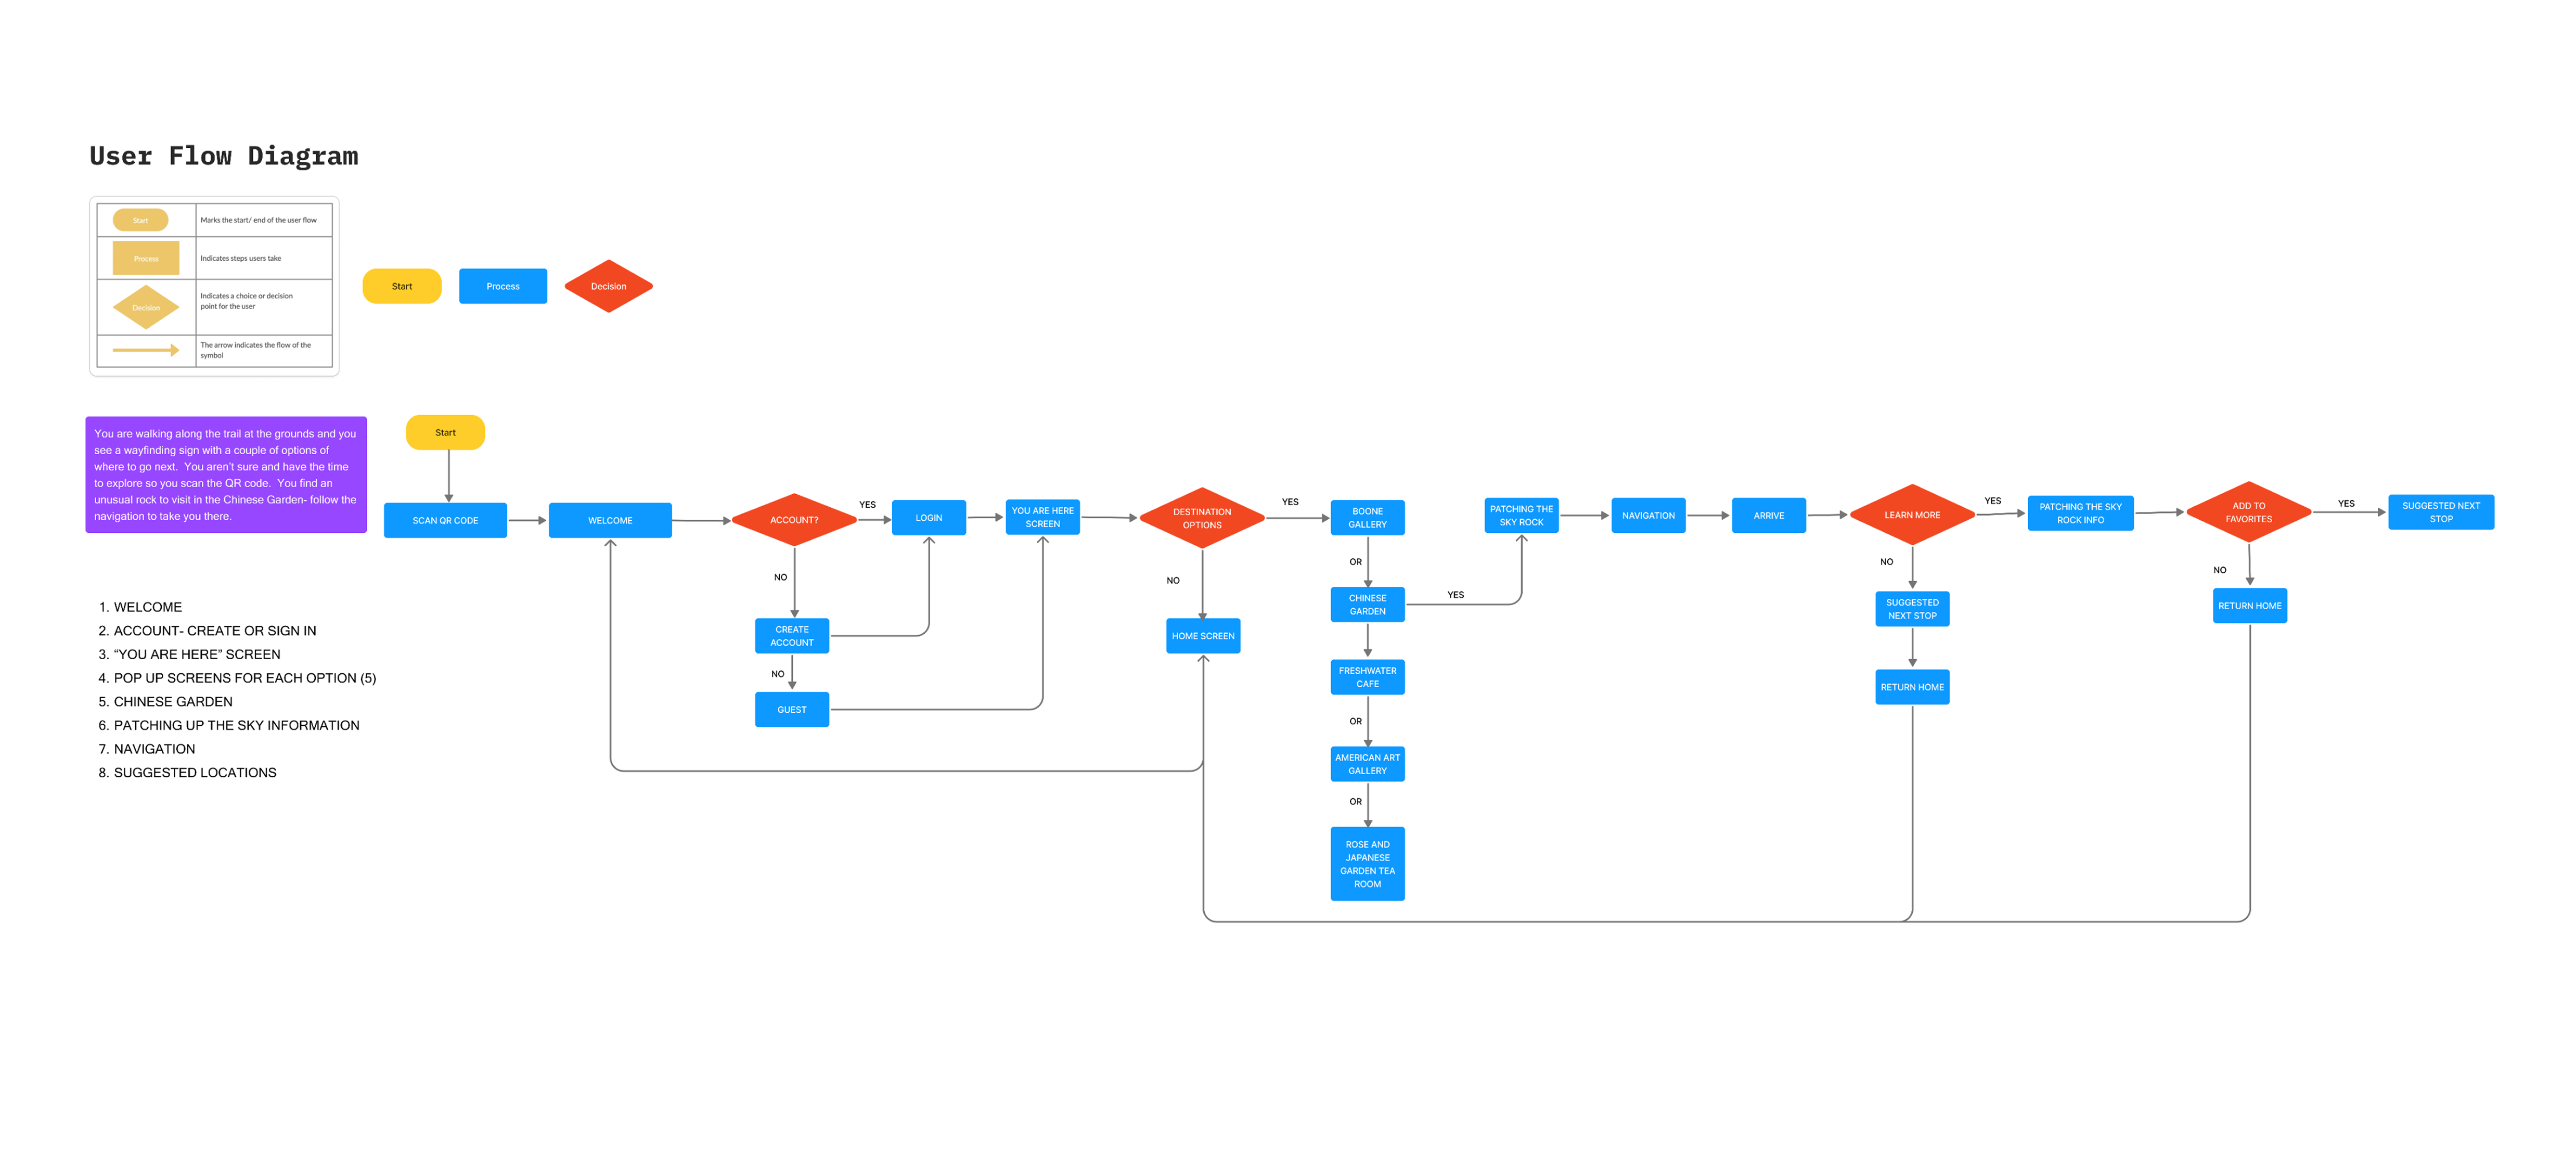 User Flow Diagram
Start
Marks the start/ end of the user flow
Process
Indicates steps users take
Decision
Indicates a choice or decision
point for the user
The arrow indicates the flow of the
symbol
Start
Process
Decision
You are walking along the trail at the grounds and you
see a wayfinding sign with a couple of options of
where to go next.  You aren't sure and have the time
to explore so you scan the QR code.  You find an
unusual rock to visit in the Chinese Garden- follow the
navigation to take you there.
1. WELCOME
2. ACCOUNT- CREATE OR SIGN IN
3. “YOU ARE HERE” SCREEN
4. POP UP SCREENS FOR EACH OPTION (5)
5. CHINESE GARDEN
6. PATCHING UP THE SKY INFORMATION
7. NAVIGATION
8. SUGGESTED LOCATIONS
Start
SCAN QR CODE
WELCOME
ACCOUNT?
YES
LOGIN
NO
CREATE
ACCOUNT
NO
GUEST
YOU ARE HERE
SCREEN
DESTINATION
OPTIONS
YES
NO
HOME SCREEN
BOONE
GALLERY
OR
CHINESE
GARDEN
YES
FRESHWATER
CAFE
OR
AMERICAN ART
GALLERY
OR
ROSE AND
JAPANESE
GARDEN TEA
ROOM
PATCHING THE
SKY ROCK
NAVIGATION
ARRIVE
LEARN MORE
YES
NO
SUGGESTED
NEXT STOP
RETURN HOME
PATCHING THE SKY
ROCK INFO
ADD TO
FAVORITES
YES
NO
RETURN HOME
SUGGESTED NEXT
STOP